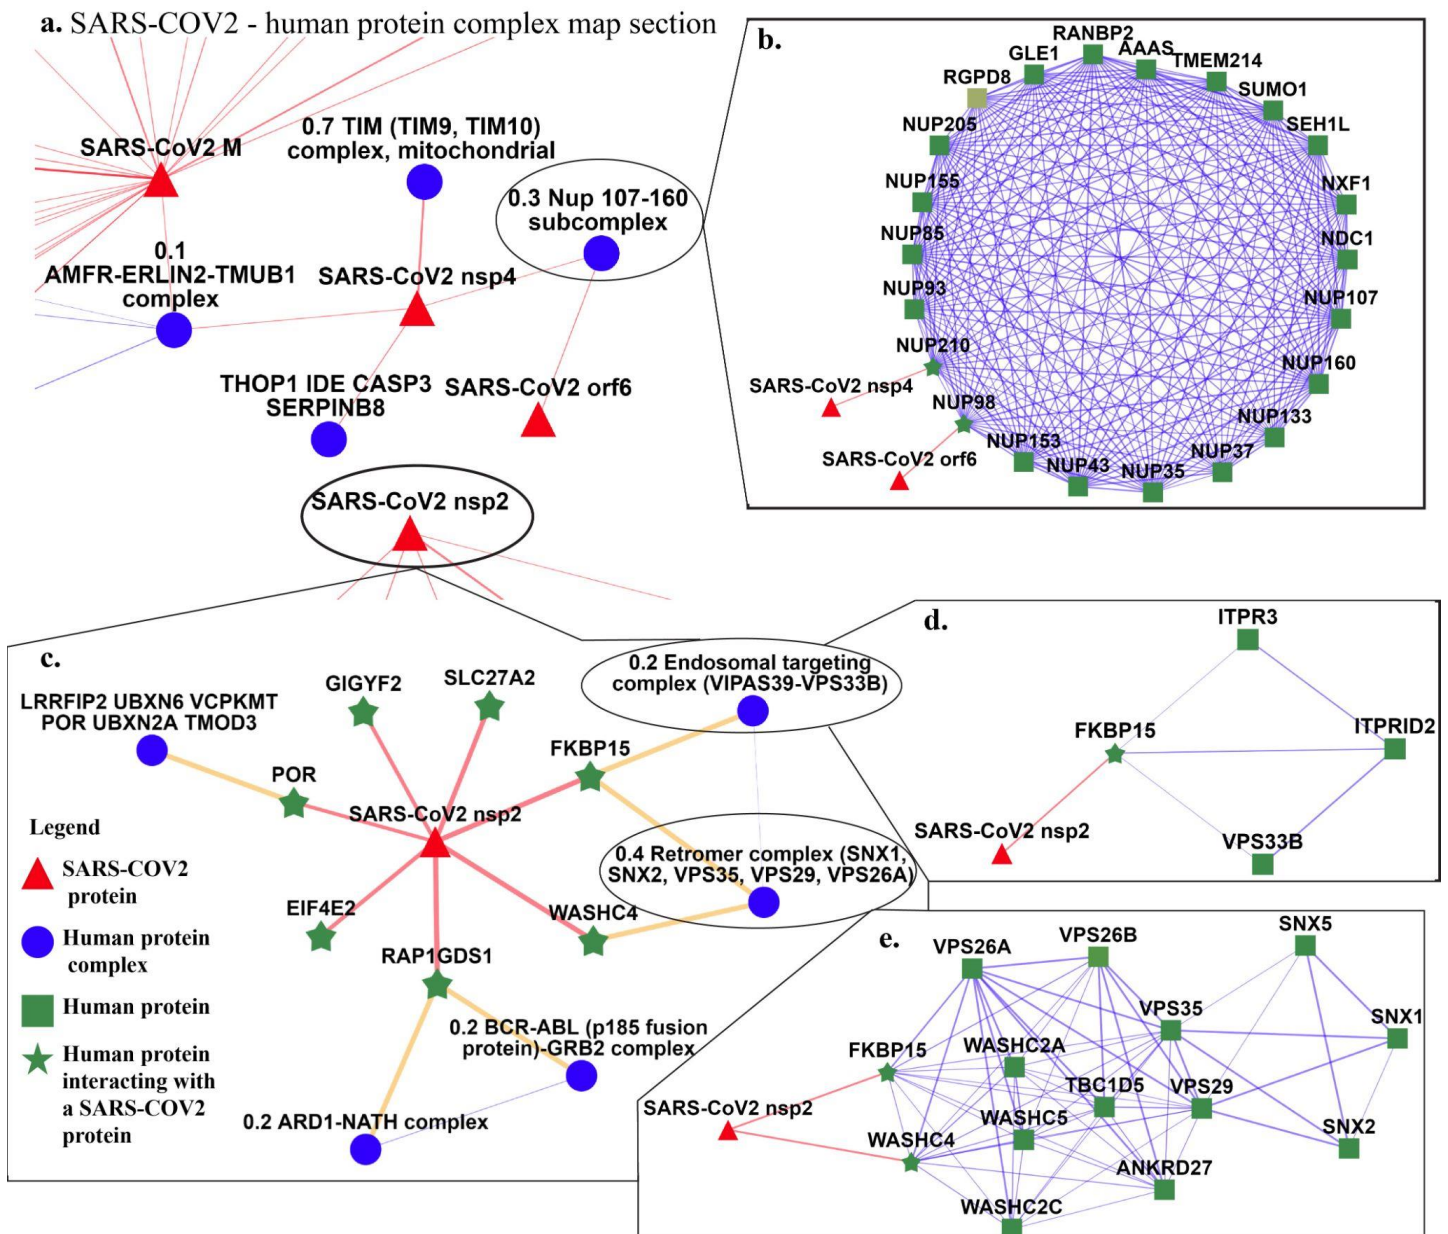 a. SARS-COV2 - human protein complex map section
SARS-CoV2 M
0.7 TIM (TIM9, TIM10)
complex, mitochondrial
0.3 Nup 107-160
subcomplex
0.1
AMFR-ERLIN2-TMUB1
complex
SARS-CoV2 nsp4
THOP1 IDE CASP3
SERPINB8
SARS-CoV2 orf6
SARS-CoV2 nsp2
b.
RANBP2
GLE1
AAAS
TMEM214
RGPD8
SUMO1
NUP205
SEH1L
NUP155
NXF1
NUP85
NDC1
NUP93
NUP107
NUP210
NUP160
SARS-CoV2 nsp4
NUP98
NUP133
NUP153
NUP37
SARS-CoV2 orf6
NUP43
NUP35
c.
LRRFIP2 UBXN6 VCPKMT
POR UBXN2A TMOD3
GIGYF2
SLC27A2
0.2 Endosomal targeting
complex (VIPAS39-VPS33B)
FKBP15
POR
SARS-CoV2 nsp2
0.4 Retromer complex (SNX1,
SNX2, VPS35, VPS29, VPS26A)
EIF4E2
WASHC4
RAP1GDS1
0.2 BCR-ABL (p185 fusion
protein)-GRB2 complex
0.2 ARD1-NATH complex
Legend
SARS-COV2
protein
Human protein
complex
Human protein
Human protein
interacting with
a SARS-COV2
protein
d.
ITPR3
FKBP15
ITPRID2
SARS-CoV2 nsp2
VPS33B
e.
VPS26A
VPS26B
SNX5
VPS35
SNX1
FKBP15
WASHC2A
TBC1D5
VPS29
SARS-CoV2 nsp2
WASHC5
WASHC4
SNX2
ANKRD27
WASHC2C